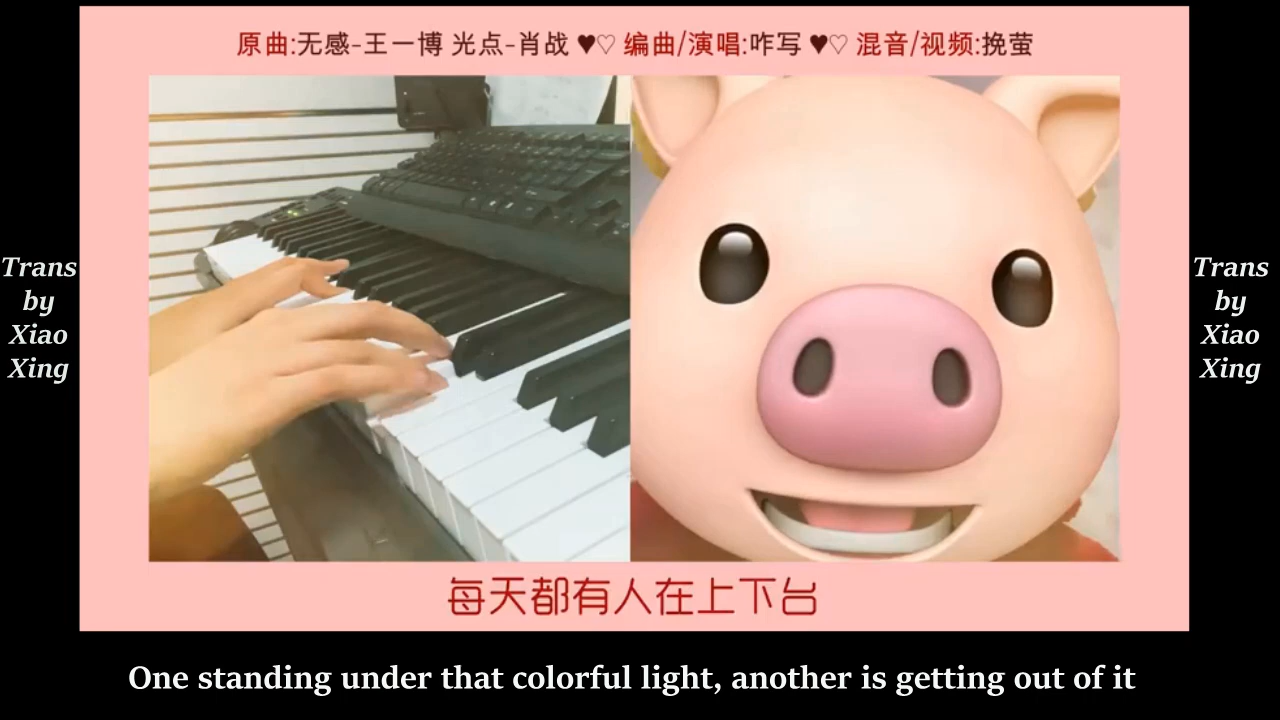 原曲:无感-王一博 光点-肖战 ♥♡ 编曲/演唱:咋写 ♥♡ 混音/视频:挽萤
Trans
by
Xiao
Xing
Trans
by
Xiao
Xing
每天都有人在上下台
One standing under that colorful light, another is getting out of it